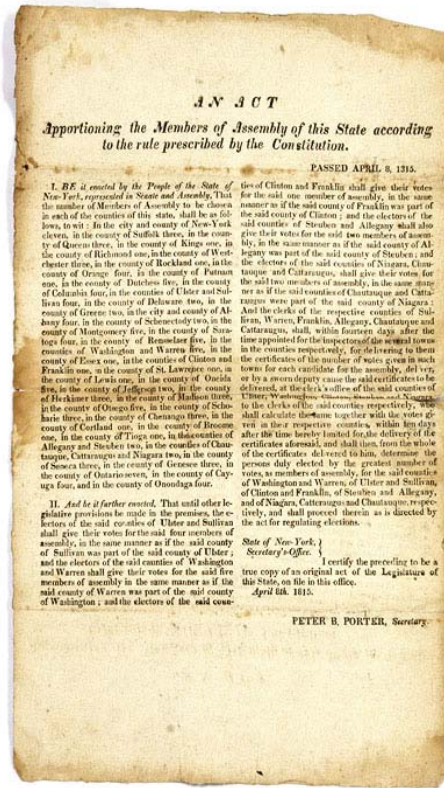 AN ACT
Apportioning the Members of Assembly of this State according
to the rule prescribed by the Constitution.
PASSED APRIL 8, 1815.
I. BE it enacted by the People of the State of
New-York, represented in Senate and Assembly, That
the number of Members of Assembly to be chosen
in each of the counties of this state, shall be as fol-
lows, to wit: In the city and county of New-York
eleven, in the county of Suffolk three, in the coun-
ty of Queens three, in the county of Kings one, in
the county of Richmond one, in the county of West-
chester three, in the county of Rockland one, in the
county of Orange four, in the county of Putnam
one, in the county of Dutchess five, in the county
of Columbia four, in the counties of Ulster and Sul-
livan four, in the county of Delaware two, in the
county of Greene two, in the city and county of Al-
bany four, in the county of Schenectady two, in the
county of Montgomery five, in the county of Sara-
toga four, in the county of Rensselaer five, in the
counties of Washington and Warren five, in the
county of Essex one, in the counties of Clinton and
Franklin one, in the county of St. Lawrence one, in
the county of Lewis one, in the county of Oneida
five, in the county of Jefferson two, in the county
of Herkimer three, in the county of Madison three,
in the county of Otsego five, in the county of Scho-
harie three, in the county of Chenango three, in the
county of Cortland one, in the county of Broome
one, in the county of Tioga one, in the counties of
Allegany and Steuben two, in the counties of Chau-
tauque, Cattaraugus and Niagara two, in the county
of Seneca three, in the county of Genesee three, in
the county of Ontario seven, in the county of Cay-
uga four, and in the county of Onondaga four.
II. And be it further enacted, That until other le-
gislative provisions be made in the premises, the e-
lectors of the said counties of Ulster and Sullivan
shall give their votes for the said four members of
assembly, in the same manner as if the said county
of Sullivan was part of the said county of Ulster;
and the electors of the said counties of Washington
and Warren shall give their votes for the said five
members of assembly in the same manner as if the
said county of Warren was part of the said county
of Washington; and the electors of the said coun-
ties of Clinton and Franklin shall give their votes
for the said one member of assembly, in the same
manner as if the said county of Franklin was part of
the said county of Clinton; and the electors of the
said counties of Steuben and Allegany shall also
give their votes for the said two members of assem-
bly, in the same manner as if the said county of Al-
legany was part of the said county of Steuben; and
the electors of the said counties of Niagara, Chau-
tauque and Cattaraugus, shall give their votes for
the said two members of assembly, in the same man-
ner as if the said counties of Chautauque and Catta-
raugus were part of the said county of Niagara:
And the clerks of the respective counties of Sul-
livan, Warren, Franklin, Allegany, Chautauque and
Cattaraugus, shall, within fourteen days after the
time appointed for the inspectors of the several towns
in the counties respectively, for delivering to them
the certificates of the number of votes given in such
towns for each candidate for the assembly, deliver,
or by a sworn deputy cause the said certificates to be
delivered, at the clerk's office of the said counties of
Ulster, Washington, Clinton, Steuben and Niagara,
to the clerks of the said counties respectively, who
shall calculate the same together with the votes giv-
en in their respective counties, within ten days
after the time hereby limited for the delivery of the
certificates aforesaid, and shall then from the whole
of the certificates delivered to him, determine the
persons duly elected by the greatest number of
votes, as members of assembly, for the said counties
of Washington and Warren, of Ulster and Sullivan,
of Clinton and Franklin, of Steuben and Allegany,
and of Niagara, Catteraugus and Chautauque, respec-
tively, and shall proceed therein as is directed by
the act for regulating elections.
State of New-York, }
Secretary's-Office. }
I certify the preceding to be a
true copy of an original act of the Legislature of
this State, on file in this office.
April 8th. 1815.
PETER B. PORTER, Secretary.